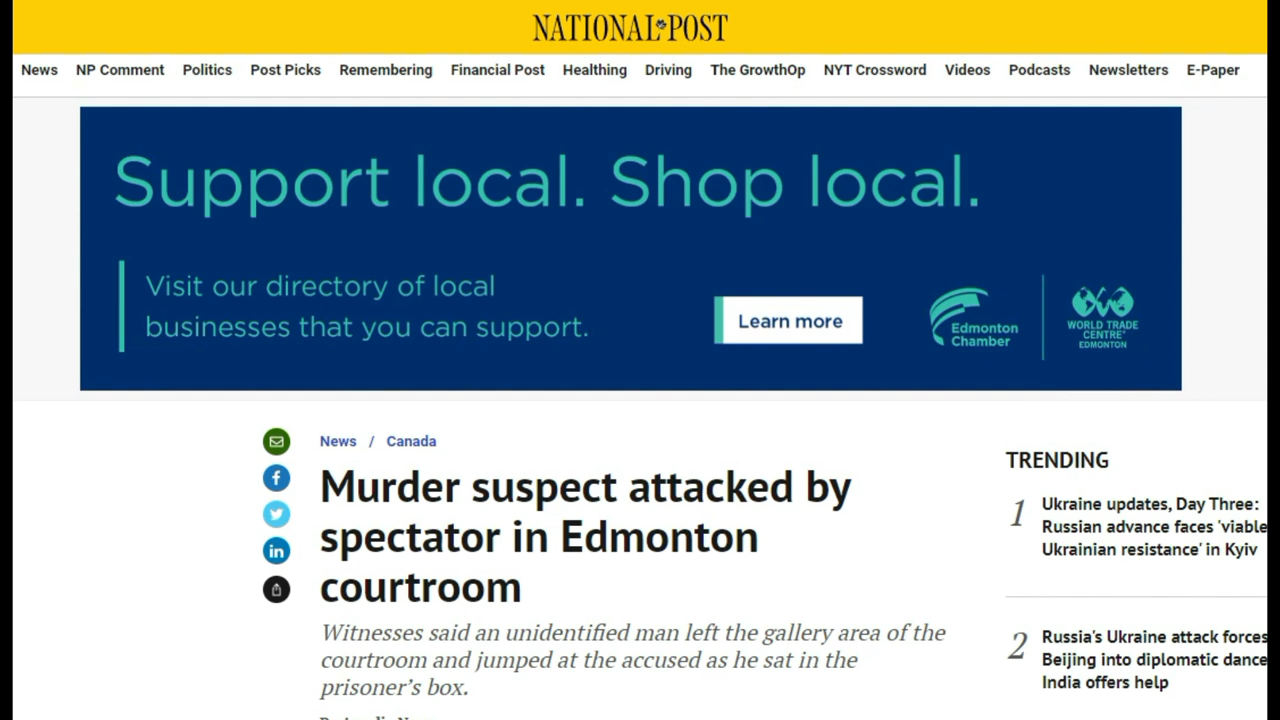 NATIONAL POST
News NP Comment Politics Post Picks Remembering Financial Post Healthing Driving The GrowthOp NYT Crossword Videos Podcasts Newsletters E-Paper
Support local. Shop local.
Visit our directory of local
businesses that you can support.
Learn more
Edmonton
Chamber
WORLD TRADE
CENTRE
EDMONTON
News / Canada
Murder suspect attacked by
spectator in Edmonton
courtroom
Witnesses said an unidentified man left the gallery area of the
courtroom and jumped at the accused as he sat in the
prisoner's box.
TRENDING
1 Ukraine updates, Day Three:
Russian advance faces 'viable
Ukrainian resistance' in Kyiv
2 Russia's Ukraine attack forces
Beijing into diplomatic dance
India offers help